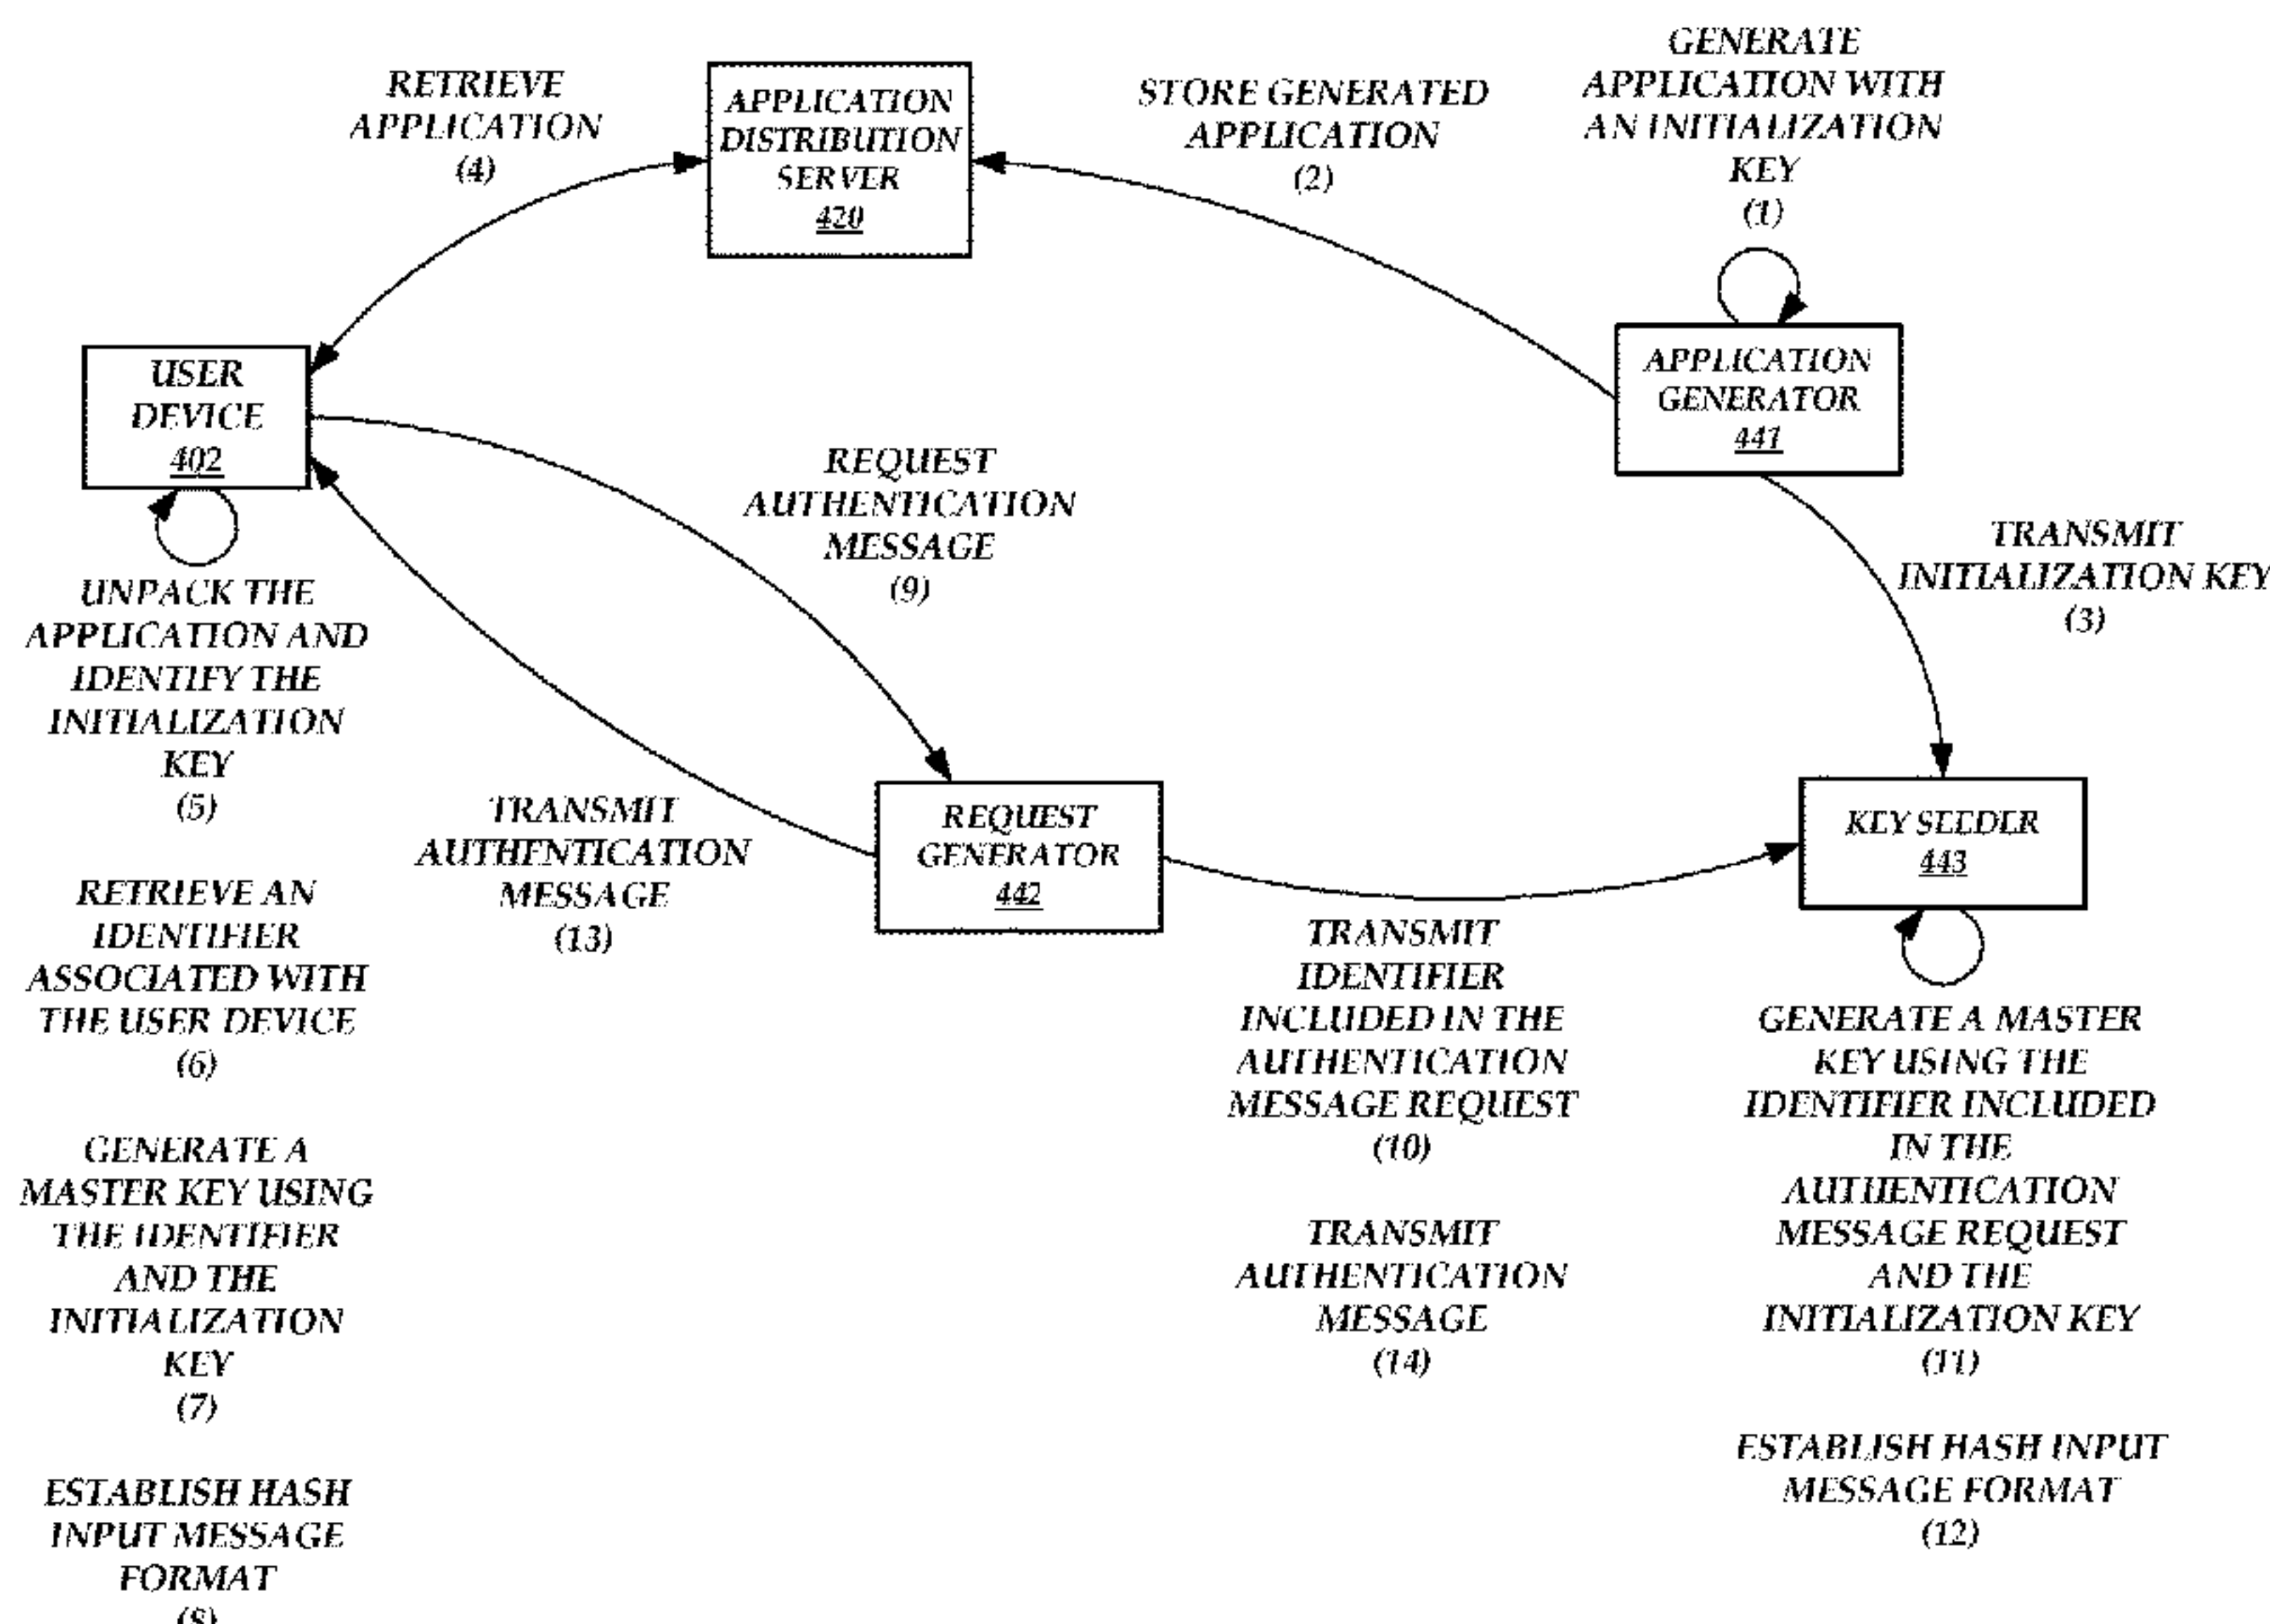 RETRIEVE
APPLICATION
(4)
APPLICATION
DISTRIBUTION
SERVER
420
STORE GENERATED
APPLICATION
(2)
GENERATE
APPLICATION WITH
AN INITIALIZATION
KEY
(1)
USER
DEVICE
402
APPLICATION
GENERATOR
441
REQUEST
AUTHENTICATION
MESSAGE
(9)
TRANSMIT
INITIALIZATION KEY
(3)
UNPACK THE
APPLICATION AND
IDENTIFY THE
INITIALIZATION
KEY
(5)
RETRIEVE AN
IDENTIFIER
ASSOCIATED WITH
THE USER DEVICE
(6)
GENERATE A
MASTER KEY USING
THE IDENTIFIER
AND THE
INITIALIZATION
KEY
(7)
ESTABLISH HASH
INPUT MESSAGE
FORMAT
(8)
TRANSMIT
AUTHENTICATION
MESSAGE
(13)
REQUEST
GENERATOR
442
KEY SEEDER
443
TRANSMIT
IDENTIFIER
INCLUDED IN THE
AUTHENTICATION
MESSAGE REQUEST
(10)
TRANSMIT
AUTHENTICATION
MESSAGE
(14)
GENERATE A MASTER
KEY USING THE
IDENTIFIER INCLUDED
IN THE
AUTHENTICATION
MESSAGE REQUEST
AND THE
INITIALIZATION KEY
(11)
ESTABLISH HASH INPUT
MESSAGE FORMAT
(12)